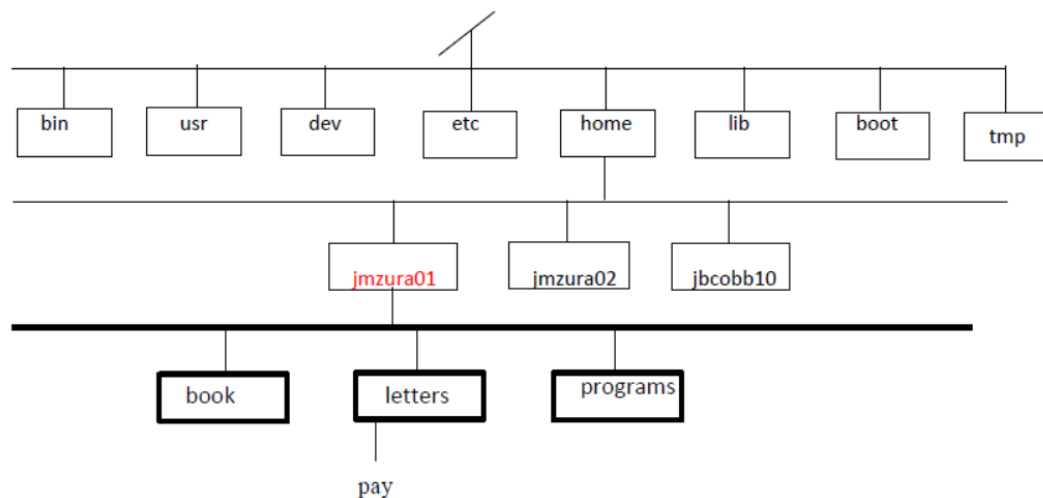 /
bin usr dev etc home lib boot tmp
jmzura01 jmzura02 jbcobb10
book letters programs
pay